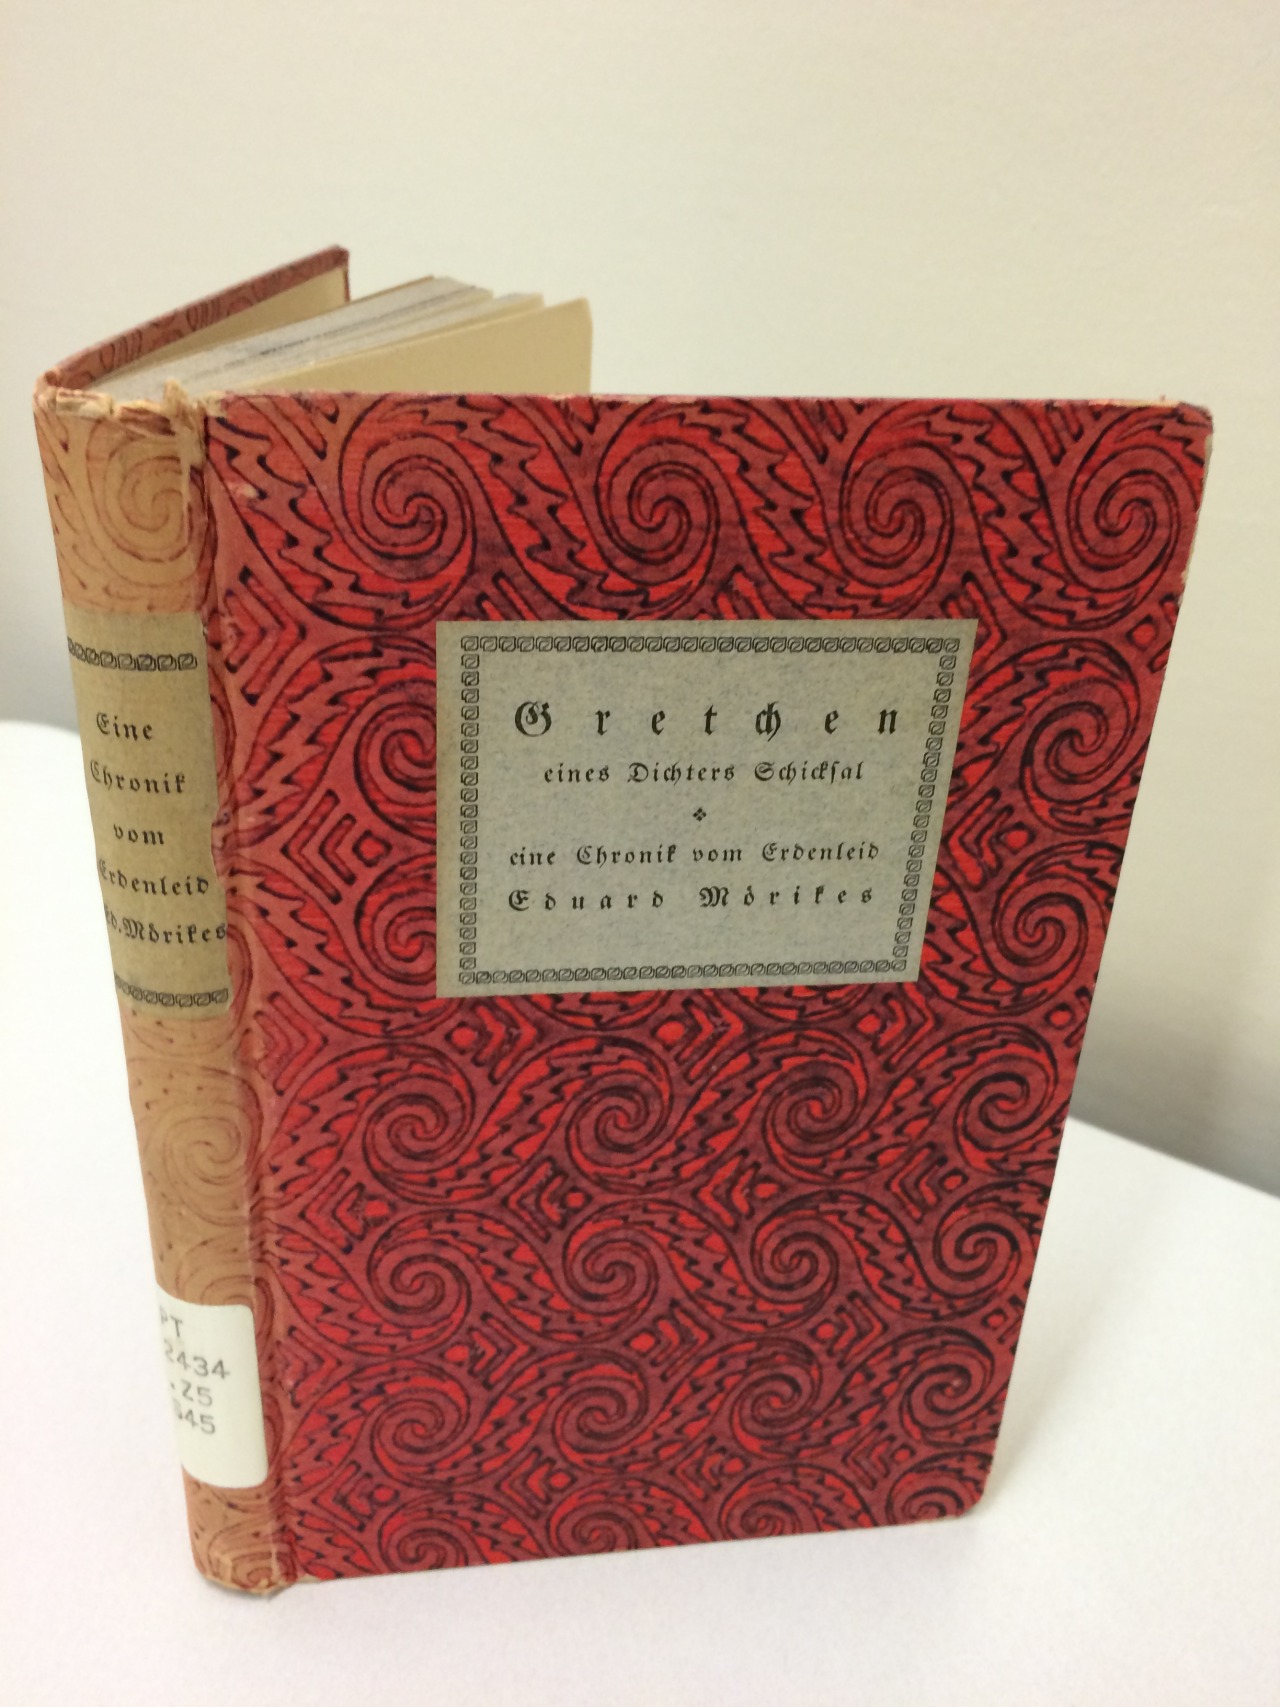 Gretchen
eines Dichters Schicksal
eine Chronik vom Erdenleid
Eduard Mörikes
Eine
Chronik
vom
Erdenleid
Ed. Mörikes
PT
2434
.Z5